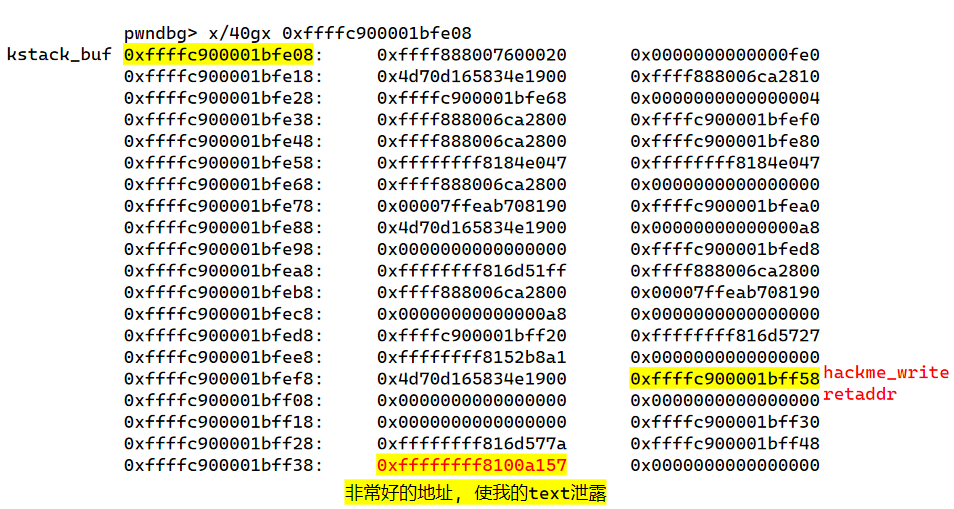 pwndbg> x/40gx 0xffffc900001bfe08
kstack_buf 0xffffc900001bfe08: 0xffff888007600020 0x0000000000000fe0
0xffffc900001bfe18: 0x4d70d165834e1900 0xffff888006ca2810
0xffffc900001bfe28: 0xffffc900001bfe68 0x0000000000000004
0xffffc900001bfe38: 0xffff888006ca2800 0xffffc900001bfef0
0xffffc900001bfe48: 0xffff888006ca2800 0xffffc900001bfe80
0xffffc900001bfe58: 0xffffffff8184e047 0xffffffff8184e047
0xffffc900001bfe68: 0xffff888006ca2800 0x0000000000000000
0xffffc900001bfe78: 0x00007ffeab708190 0xffffc900001bfea0
0xffffc900001bfe88: 0x4d70d165834e1900 0x00000000000000a8
0xffffc900001bfe98: 0x0000000000000000 0xffffc900001bfed8
0xffffc900001bfea8: 0xffffffff816d51ff 0xffff888006ca2800
0xffffc900001bfeb8: 0xffff888006ca2800 0x00007ffeab708190
0xffffc900001bfec8: 0x00000000000000a8 0x0000000000000000
0xffffc900001bfed8: 0xffffc900001bff20 0xffffffff816d5727
0xffffc900001bfee8: 0xffffffff8152b8a1 0x0000000000000000
0xffffc900001bfef8: 0x4d70d165834e1900 0xffffc900001bff58 hackme_write
0xffffc900001bff08: 0x0000000000000000 0x0000000000000000 retaddr
0xffffc900001bff18: 0x0000000000000000 0xffffc900001bff30
0xffffc900001bff28: 0xffffffff816d577a 0xffffc900001bff48
0xffffc900001bff38: 0xffffffff8100a157 0x0000000000000000
非常好的地址，使我的text泄露